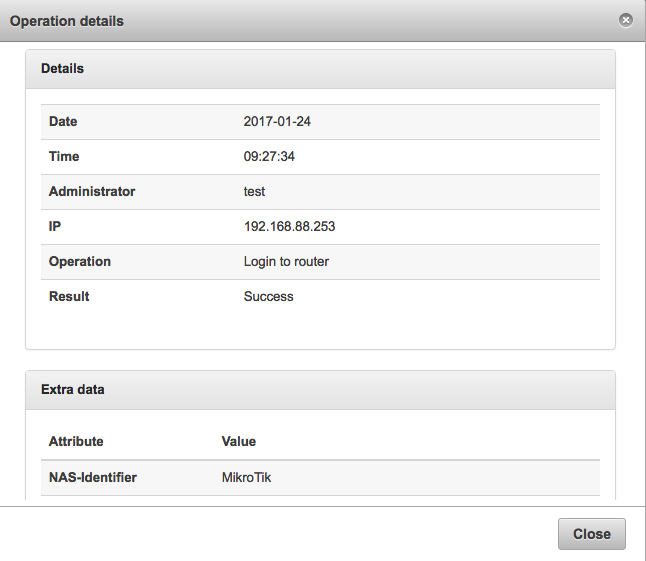 Operation details
Details
Date 2017-01-24
Time 09:27:34
Administrator test
IP 192.168.88.253
Operation Login to router
Result Success
Extra data
Attribute Value
NAS-Identifier MikroTik
Close